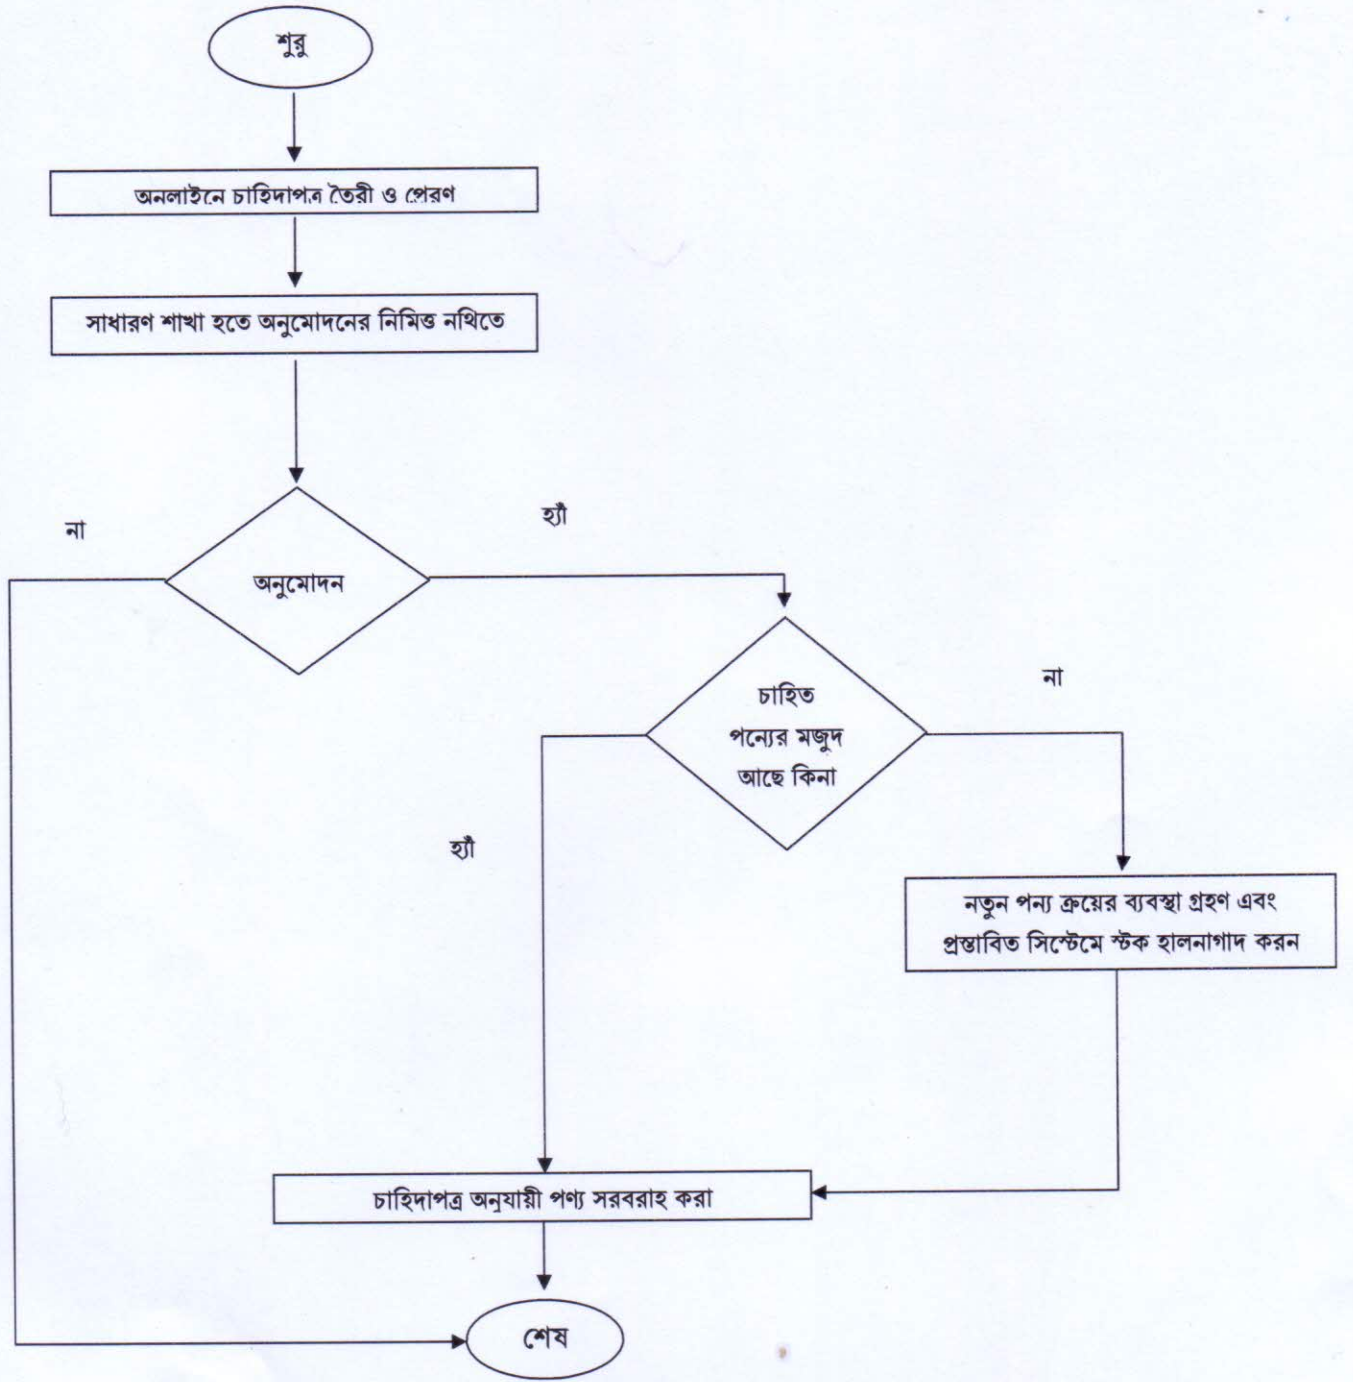 শুরু
অনলাইনে চাহিদাপত্র তৈরী ও প্রেরণ
সাধারণ শাখা হতে অনুমোদনের নিমিত্ত নথিতে
না
হ্যাঁ
অনুমোদন
চাহিত
পন্যের মজুদ
আছে কিনা
না
হ্যাঁ
নতুন পন্য ক্রয়ের ব্যবস্থা গ্রহণ এবং
প্রস্তাবিত সিস্টেমে স্টক হালনাগাদ করন
চাহিদাপত্র অনুযায়ী পণ্য সরবরাহ করা
শেষ